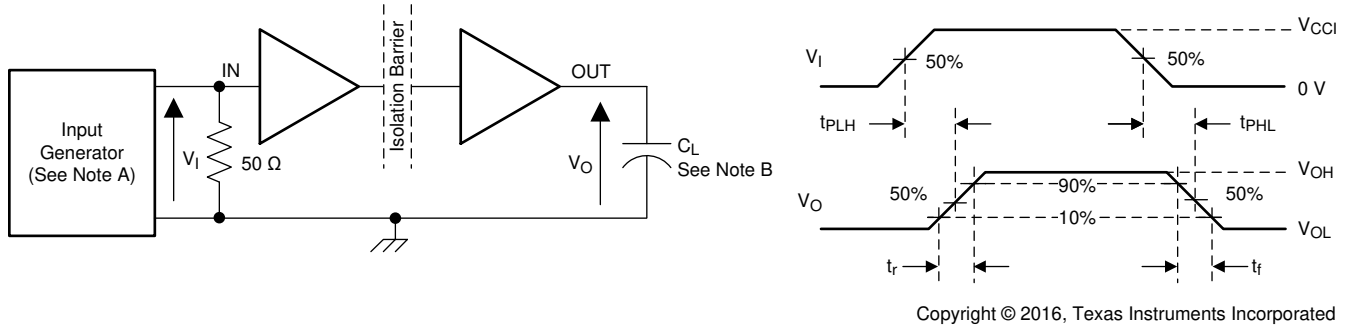 Input
Generator
(See Note A)
V_I
IN
50 Ω
Isolation Barrier
OUT
V_O
C_L
See Note B
V_I
50%
50%
V_CCI
0 V
t_PLH
t_PHL
V_O
50%
90%
10%
50%
V_OH
V_OL
t_r
t_f
Copyright © 2016, Texas Instruments Incorporated